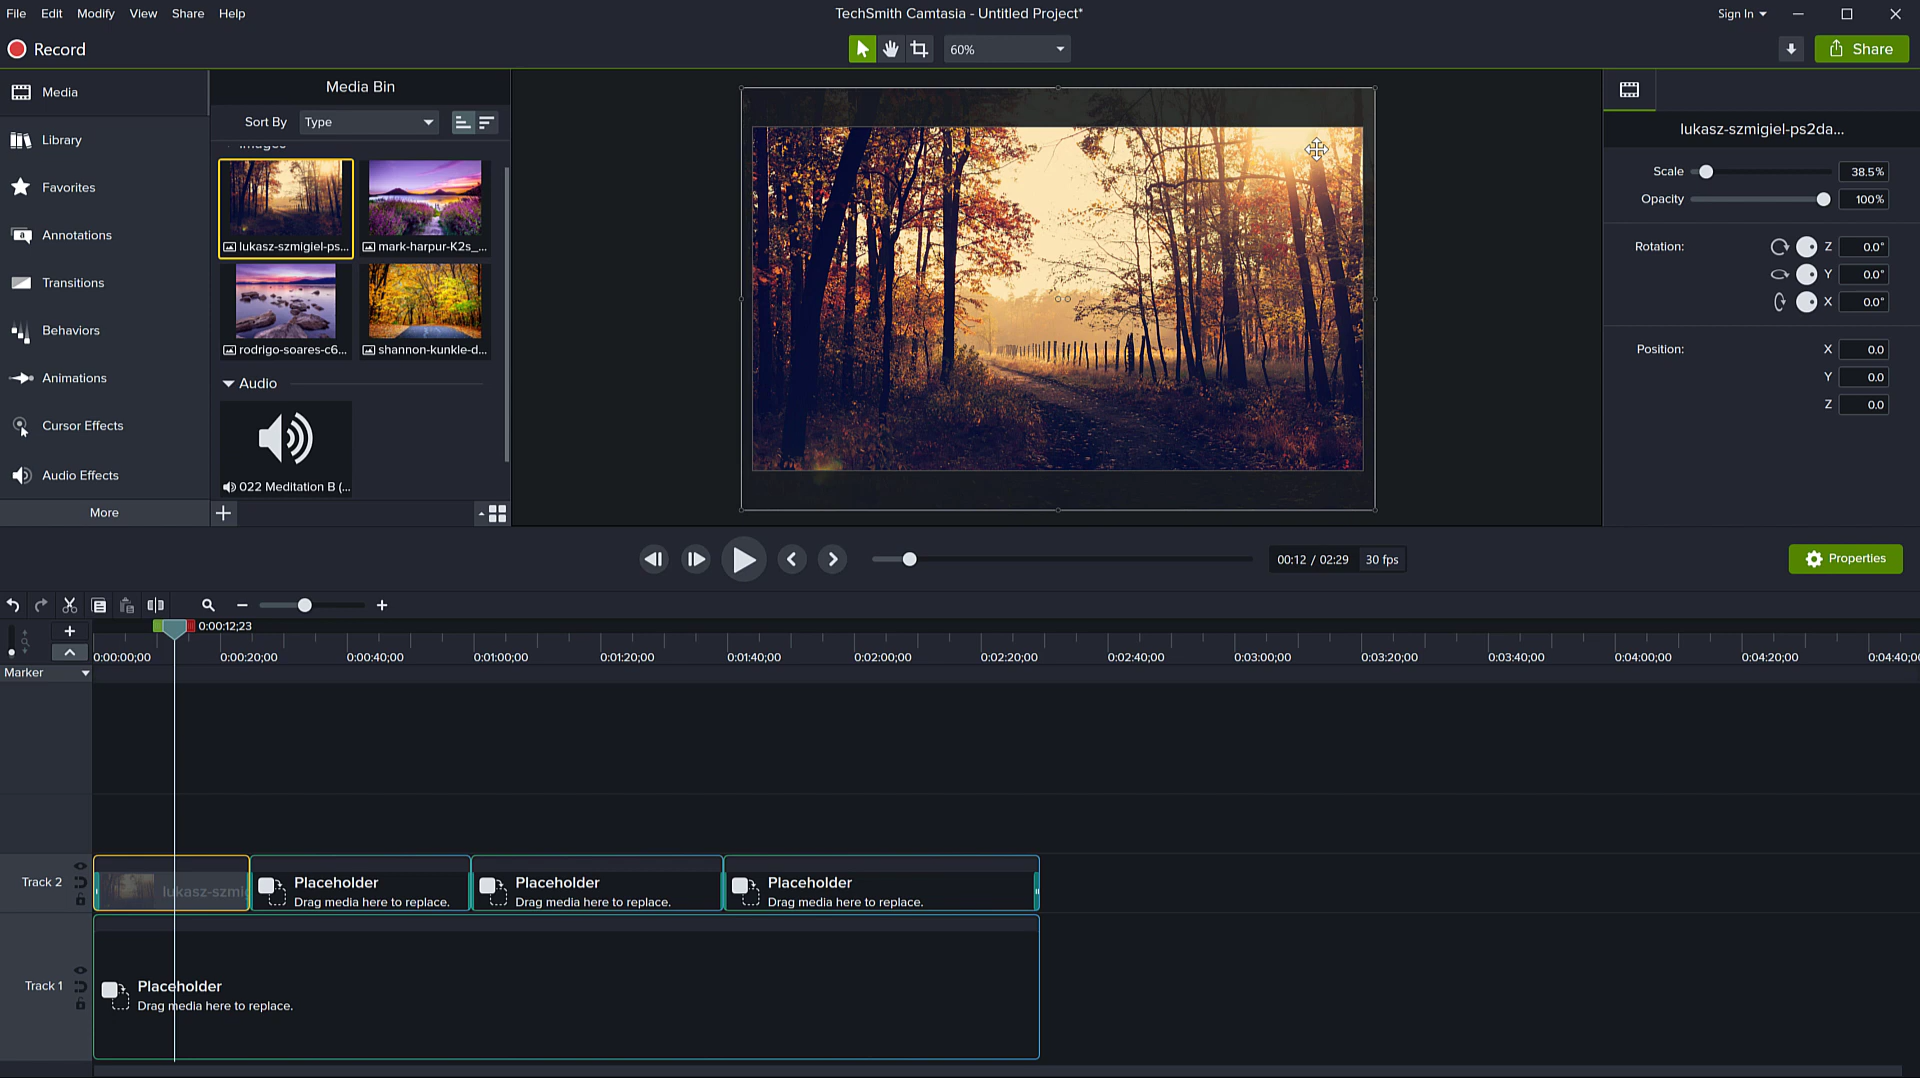 File Edit Modify View Share Help
TechSmith Camtasia - Untitled Project*
Sign In
Record
60%
Share
Media
Library
Favorites
Annotations
Transitions
Behaviors
Animations
Cursor Effects
Audio Effects
More
Media Bin
Sort By Type
Images
lukasz-szmigiel-ps...
mark-harpur-K2s_...
rodrigo-soares-c6...
shannon-kunkle-d...
Audio
022 Meditation B (...
lukasz-szmigiel-ps2da...
Scale 38.5%
Opacity 100%
Rotation: Z 0.0°
Y 0.0°
X 0.0°
Position: X 0.0
Y 0.0
Z 0.0
00:12 / 02:29 30 fps
Properties
0:00:12;23
0:00:00;00 0:00:20;00 0:00:40;00 0:01:00;00 0:01:20;00 0:01:40;00 0:02:00;00 0:02:20;00 0:02:40;00 0:03:00;00 0:03:20;00 0:03:40;00 0:04:00;00 0:04:20;00 0:04:40;0
Marker
Track 2
lukasz-szmig
Placeholder
Drag media here to replace.
Placeholder
Drag media here to replace.
Placeholder
Drag media here to replace.
Track 1
Placeholder
Drag media here to replace.